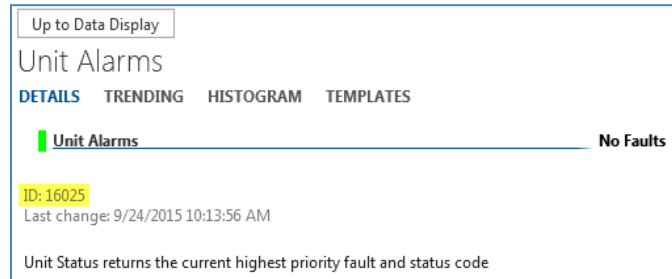 Up to Data Display
Unit Alarms
DETAILS TRENDING HISTOGRAM TEMPLATES
Unit Alarms No Faults
ID: 16025
Last change: 9/24/2015 10:13:56 AM
Unit Status returns the current highest priority fault and status code